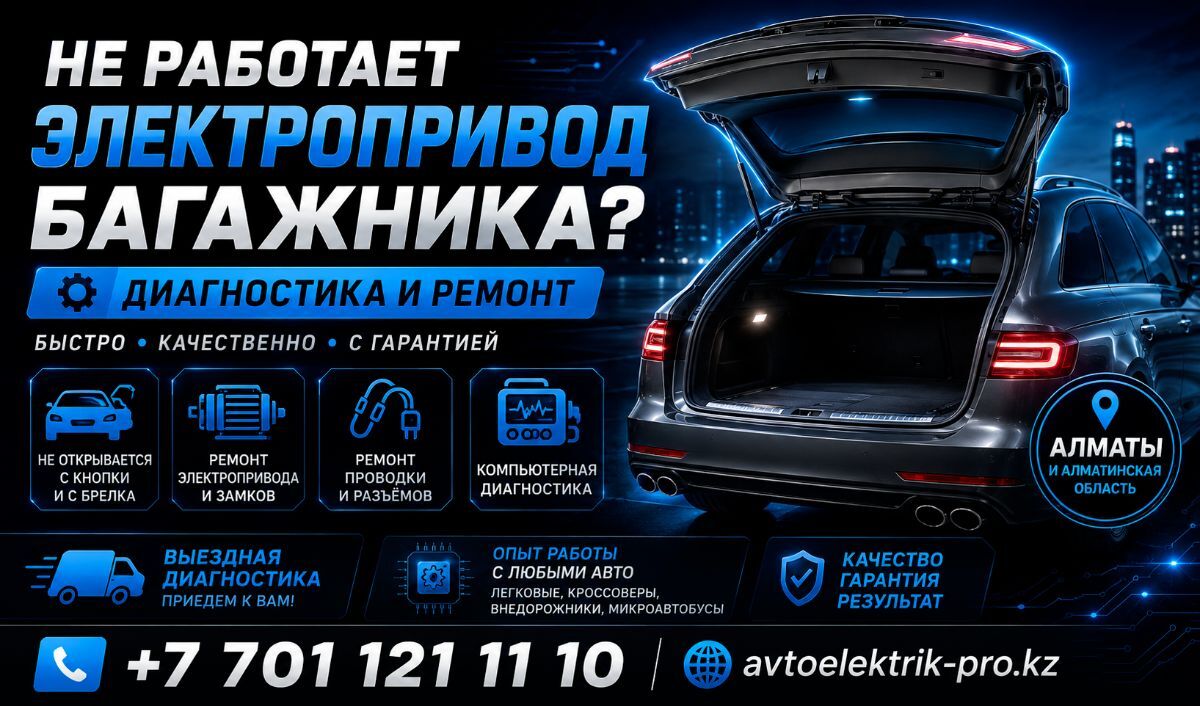 НЕ РАБОТАЕТ
ЭЛЕКТРОПРИВОД
БАГАЖНИКА?
ДИАГНОСТИКА И РЕМОНТ
БЫСТРО • КАЧЕСТВЕННО • С ГАРАНТИЕЙ
НЕ ОТКРЫВАЕТСЯ
С КНОПКИ
И С БРЕЛКА
РЕМОНТ
ЭЛЕКТРОПРИВОДА
И ЗАМКОВ
РЕМОНТ
ПРОВОДКИ
И РАЗЪЁМОВ
КОМПЬЮТЕРНАЯ
ДИАГНОСТИКА
АЛМАТЫ
И АЛМАТИНСКАЯ
ОБЛАСТЬ
ВЫЕЗДНАЯ
ДИАГНОСТИКА
ПРИЕДЕМ К ВАМ!
ОПЫТ РАБОТЫ
С ЛЮБЫМИ АВТО
ЛЕГКОВЫЕ, КРОССОВЕРЫ,
ВНЕДОРОЖНИКИ, МИКРОАВТОБУСЫ
КАЧЕСТВО
ГАРАНТИЯ
РЕЗУЛЬТАТ
+7 701 121 11 10
avtoelektrik-pro.kz